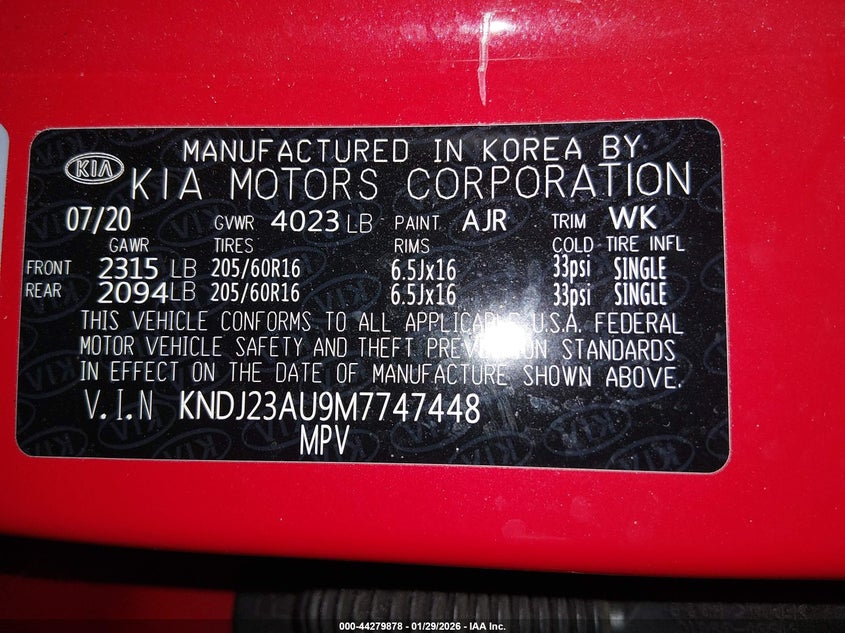 KIA
MANUFACTURED IN KOREA BY
KIA MOTORS CORPORATION
07/20 GVWR 4023 LB PAINT AJR TRIM WK
GAWR TIRES RIMS COLD TIRE INFL
FRONT 2315 LB 205/60R16 6.5Jx16 33psi SINGLE
REAR 2094 LB 205/60R16 6.5Jx16 33psi SINGLE
THIS VEHICLE CONFORMS TO ALL APPLICABLE U.S.A. FEDERAL
MOTOR VEHICLE SAFETY AND THEFT PREVENTION STANDARDS
IN EFFECT ON THE DATE OF MANUFACTURE SHOWN ABOVE.
V.I.N KNDJ23AU9M7747448
MPV
000-44279878 - 01/29/2026 - IAA Inc.